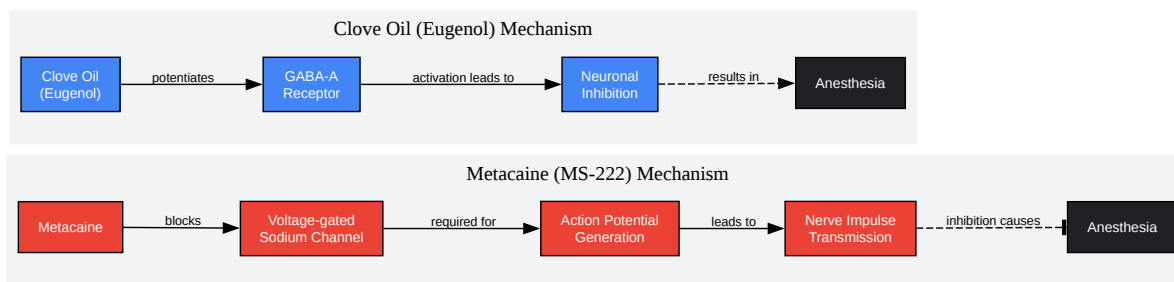 Clove Oil (Eugenol) Mechanism
Clove Oil
(Eugenol)
potentiates
GABA-A
Receptor
activation leads to
Neuronal
Inhibition
results in
Anesthesia
Metacaine (MS-222) Mechanism
Metacaine
blocks
Voltage-gated
Sodium Channel
required for
Action Potential
Generation
leads to
Nerve Impulse
Transmission
inhibition causes
Anesthesia